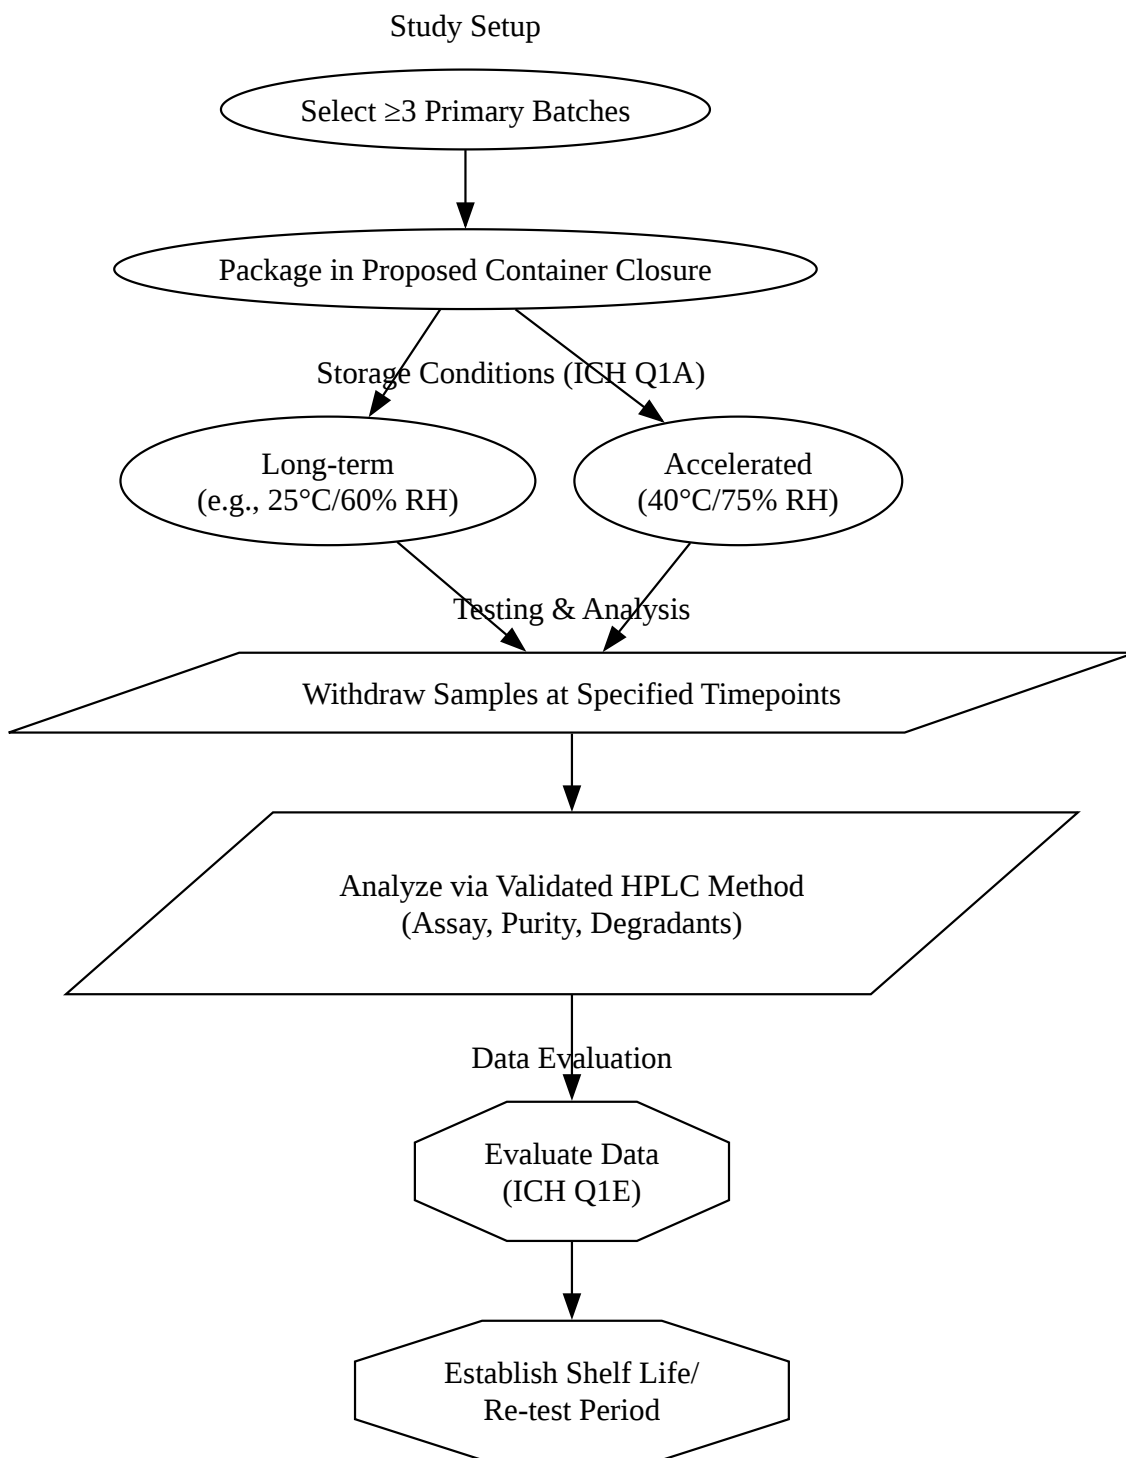 Study Setup
Select ≥3 Primary Batches
Package in Proposed Container Closure
Storage Conditions (ICH Q1A)
Long-term
(e.g., 25°C/60% RH)
Accelerated
(40°C/75% RH)
Testing & Analysis
Withdraw Samples at Specified Timepoints
Analyze via Validated HPLC Method
(Assay, Purity, Degradants)
Data Evaluation
Evaluate Data
(ICH Q1E)
Establish Shelf Life/
Re-test Period